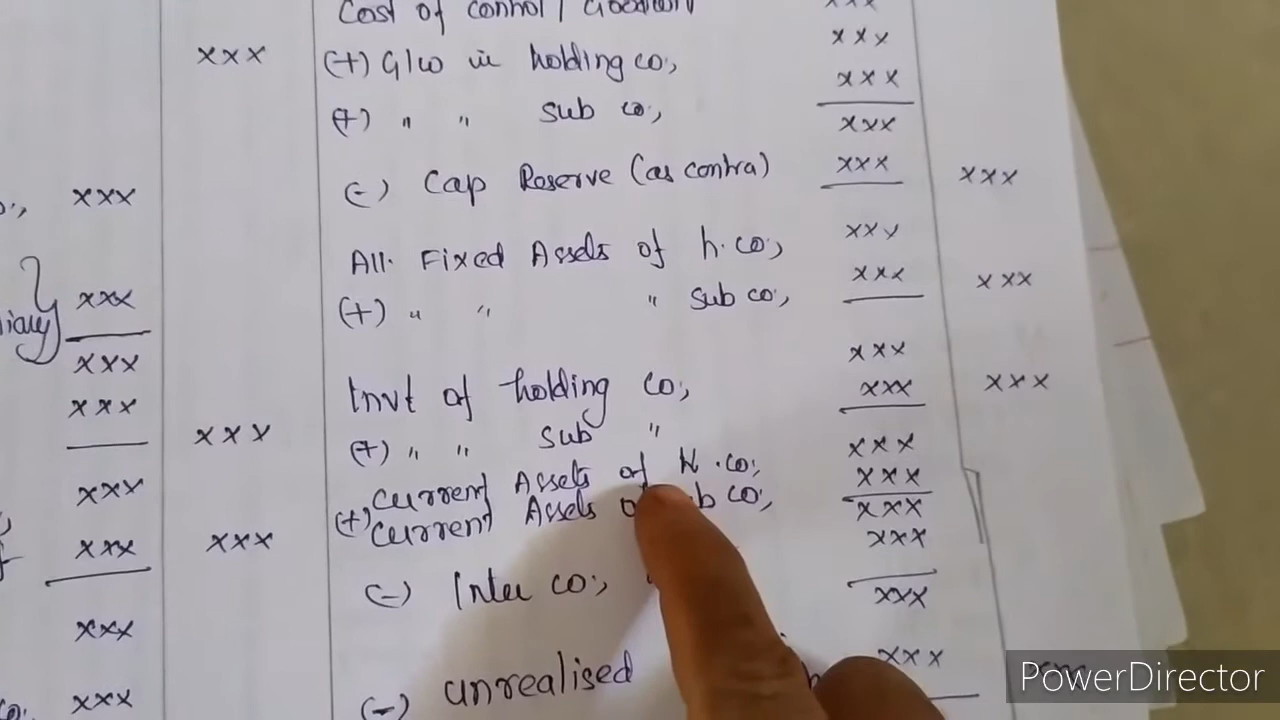 Cost of control / Goodwill xxx
xxx (+) G/w in holding co; xxx
(+) " " sub co; xxx
xxx
(-) Cap Reserve (as contra) xxx xxx
xxx
All Fixed Assets of h.co; xxx
(+) " " " sub co; xxx xxx
xxx
xxx
xxx
Invt of holding co; xxx
(+) " " sub " xxx xxx
xxx xxx
Current Assets of H.co; xxx
(+) Current Assets of sub co; xxx
xxx
xxx
xxx xxx
(-) Inter co; xxx
xxx
xxx
(-) unrealised xxx
xxx
PowerDirector